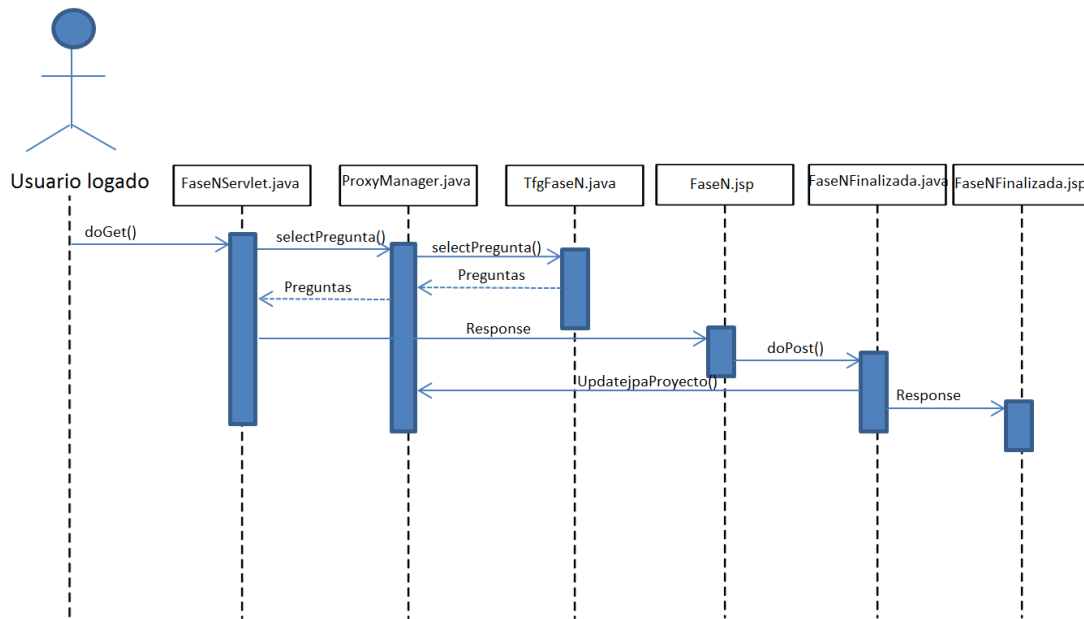 Usuario logado
FaseNServlet.java
ProxyManager.java
TfgFaseN.java
FaseN.jsp
FaseNFinalizada.java
FaseNFinalizada.jsp
doGet()
selectPregunta()
selectPregunta()
Preguntas
Preguntas
Response
doPost()
UpdatejpaProyecto()
Response